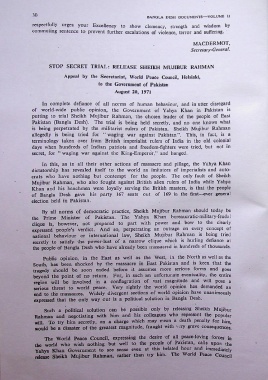 36 BANGLA DESH DOCUMENTS—VOLUME II
respectfully urges your Excellency to show clemency, strength and wisdom by
commuting sentence to prevent further escalations of violence, terror and suffering.
MACDERMOT,
Secretary-General.
STOP SECRET TRIAL: RELEASE SHEIKH MUJIBUR RAHMAN
Appeal by the Secretariat, World Peace Council, Helsinki,
to the Government of Pakistan
August 20, 1971
In complete defiance of all norms of human behaviour, and in utter disregard
of world-wide public opinion, the Government of Yahya Khan in Pakistan is
putting to trial Sheikh Mujibur Rahman, the chosen leader of the people of East
Pakistan (Bangla Desh). The trial is being held secretly, and no one knows what
is being perpetrated by the militarist rulers of Pakistan. Sheikh Mujibur Rahman
allegedly is being tried for "waging war against Pakistan". This, in fact, is a
terminology taken over from British imperialist rulers of India in the old colonial
days when hundreds of Indian patriots and freedom-fighters were tried, but not in
secret, for "waging war against the King-Emperor," and hanged.
In this, as in all their other actions of massacre and pillage, the Yahya Khan
dictatorship has revealed itself to the world as imitators of imperialist and
who have nothing but contempt for the people. The only fault of Sheikh
Mujibur Rahman, who also fought against British alien rulers of India while Yahya
Khan and his henchmen were loyally serving the British masters, is that the people
of Bangla Desh gave his party 167 seats out of 169 in the first-ever general
election held in Pakistan.
By all norms of democratic practice, Sheikh Mujibur Rahman should today be
the Prime Minister of Pakistan. The Yahya Khan bureaucratic-military-feudal
clique is, however, not prepared to part with power and bow to the clearly
expressed people's verdict. And so, perpetrating an outrage on every concept of
national behaviour or international law, Sheikh Mujibur Rahman is being tried
secretly to satisfy the power-lust of a narrow clique which is hurling defiance at
the people of Bangla Desh who have already been massacred in hundreds of thousands.
Public opinion, in the East as well as the West, in the North as well as the
South, has been shocked by the massacre in East Pakistan and is keen that the
tragedy should be soon ended before it assumes more serious form and goes
beyond the point of no return. For, in such an unfortunate eventuality, the entire
region will be involved in a conflagration of vast magnitude and will pose a
serious threat to world peace. Very rightly the world opinion has demanded an
end to the massacres. Widely divergent sections of world opinion have unanimously
expressed that the only way out is a political solution in Bangla Desh.
Such a political solution can be possible only by releasing Sheikh Mujibur
Rahman and negotiating with him and his colleagues who represent the popular
will. To try him secretly, on a charge which may mean a death penalty for him,
would be a disaster of the greatest magnitude, fraught with very grave consequences.
The World Peace Council, expressing the desire of all peace-loving forces in
the world who wish nothing but well to the people of Pakistan, calls upon the
Yahya Khan Government to see sense even at this belated hour and immediately
release Sheikh Mujibur Rahman, rather than try him. The World Peace Council